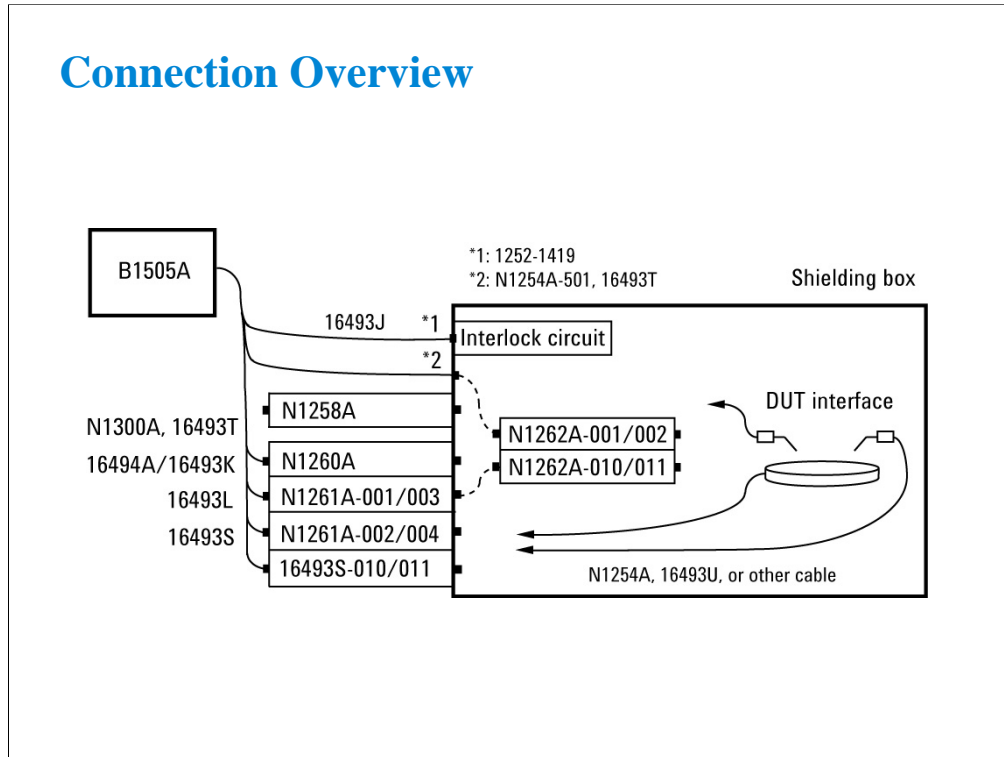 Connection Overview
B1505A
*1: 1252-1419
*2: N1254A-501, 16493T
Shielding box
16493J
*1
Interlock circuit
*2
N1258A
DUT interface
N1300A, 16493T
N1262A-001/002
16494A/16493K
N1260A
N1262A-010/011
16493L
N1261A-001/003
16493S
N1261A-002/004
16493S-010/011
N1254A, 16493U, or other cable